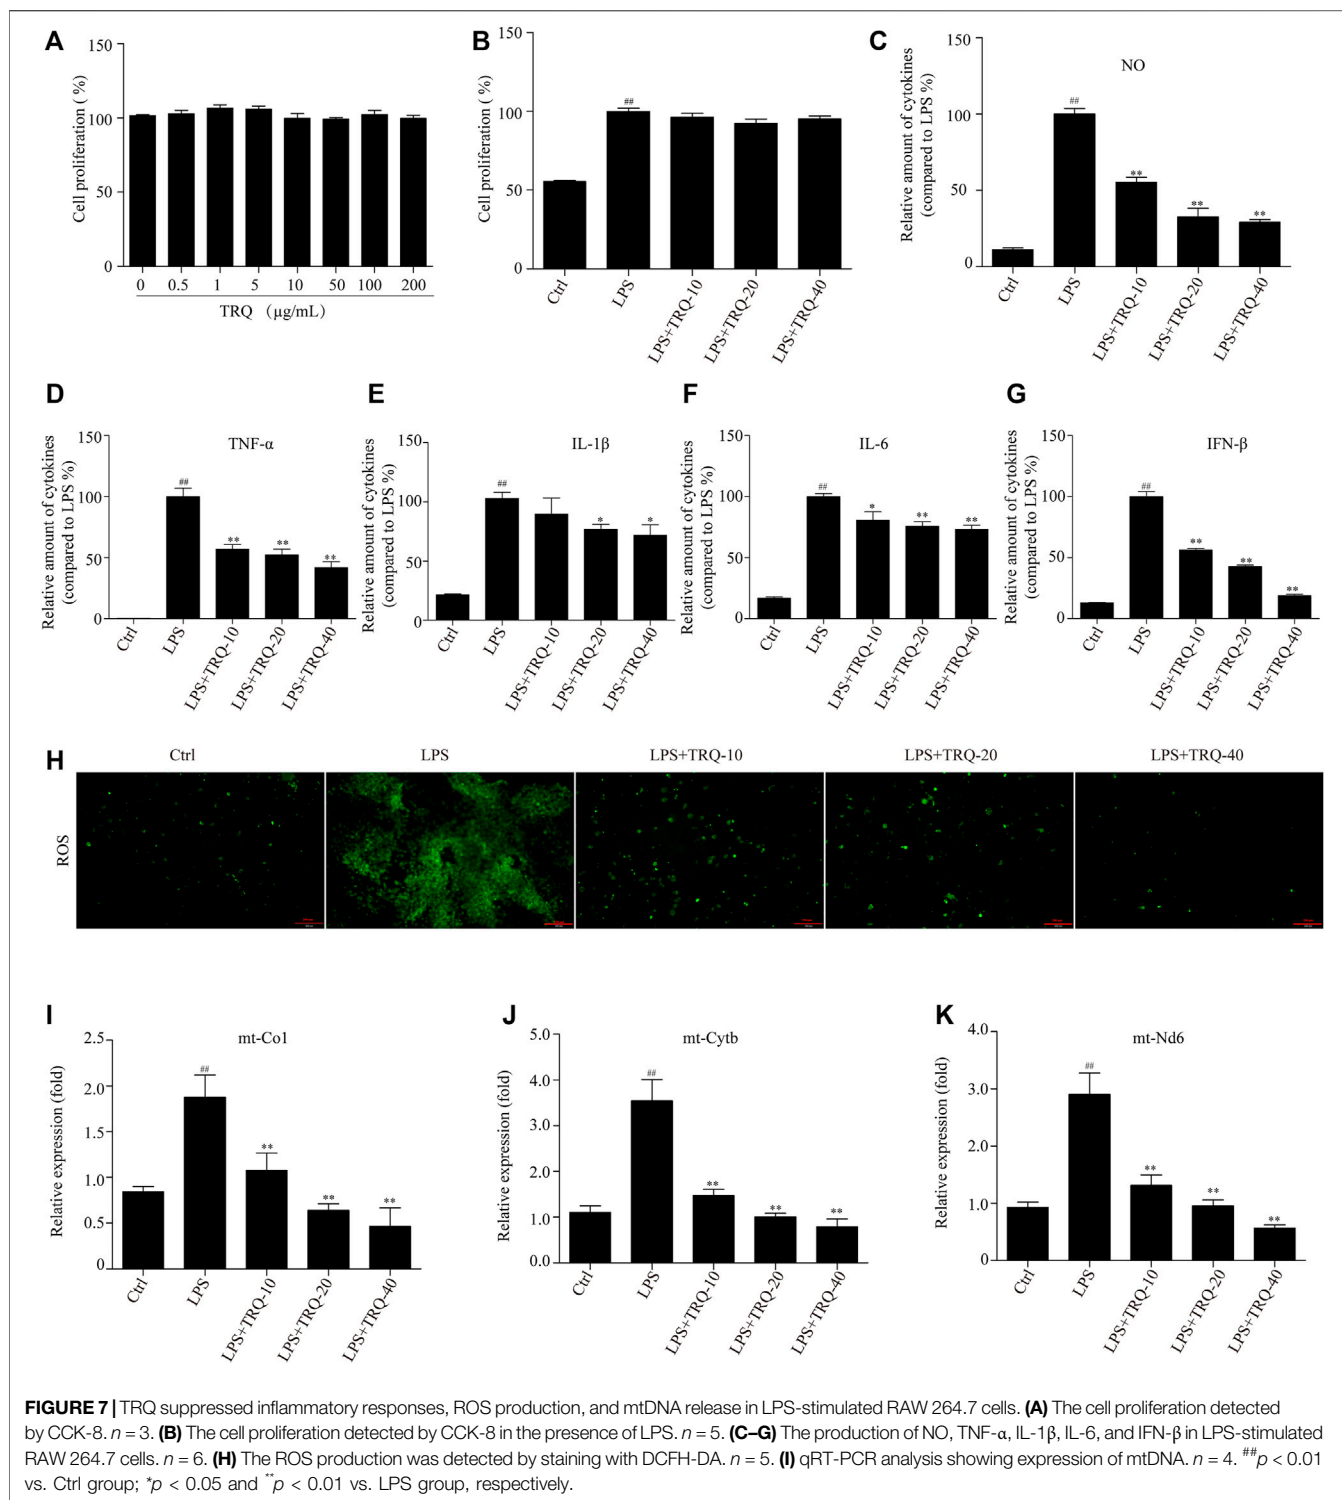 A
Cell proliferation ( %)
150
100
50
0
0 0.5 1 5 10 50 100 200
TRQ (µg/mL)
B
Cell proliferation ( %)
150
100
50
0
##
Ctrl
LPS
LPS+TRQ-10
LPS+TRQ-20
LPS+TRQ-40
C
NO
Relative amount of cytokines
(compared to LPS %)
150
100
50
0
##
**
**
**
Ctrl
LPS
LPS+TRQ-10
LPS+TRQ-20
LPS+TRQ-40
D
TNF-α
Relative amount of cytokines
(compared to LPS %)
150
100
50
0
##
**
**
**
Ctrl
LPS
LPS+TRQ-10
LPS+TRQ-20
LPS+TRQ-40
E
IL-1β
Relative amount of cytokines
(compared to LPS %)
150
100
50
0
##
*
*
Ctrl
LPS
LPS+TRQ-10
LPS+TRQ-20
LPS+TRQ-40
F
IL-6
Relative amount of cytokines
(compared to LPS %)
150
100
50
0
##
*
**
**
Ctrl
LPS
LPS+TRQ-10
LPS+TRQ-20
LPS+TRQ-40
G
IFN-β
Relative amount of cytokines
(compared to LPS %)
150
100
50
0
##
**
**
**
Ctrl
LPS
LPS+TRQ-10
LPS+TRQ-20
LPS+TRQ-40
H
Ctrl LPS LPS+TRQ-10 LPS+TRQ-20 LPS+TRQ-40
ROS
I
mt-Co1
Relative expression (fold)
2.5
2.0
1.5
1.0
0.5
0
##
**
**
**
Ctrl
LPS
LPS+TRQ-10
LPS+TRQ-20
LPS+TRQ-40
J
mt-Cytb
Relative expression (fold)
5.0
4.0
3.0
2.0
1.0
0.0
##
**
**
**
Ctrl
LPS
LPS+TRQ-10
LPS+TRQ-20
LPS+TRQ-40
K
mt-Nd6
Relative expression (fold)
4.0
3.0
2.0
1.0
0
##
**
**
**
Ctrl
LPS
LPS+TRQ-10
LPS+TRQ-20
LPS+TRQ-40
FIGURE 7 | TRQ suppressed inflammatory responses, ROS production, and mtDNA release in LPS-stimulated RAW 264.7 cells. (A) The cell proliferation detected
by CCK-8. n = 3. (B) The cell proliferation detected by CCK-8 in the presence of LPS. n = 5. (C–G) The production of NO, TNF-α, IL-1β, IL-6, and IFN-β in LPS-stimulated
RAW 264.7 cells. n = 6. (H) The ROS production was detected by staining with DCFH-DA. n = 5. (I) qRT-PCR analysis showing expression of mtDNA. n = 4. ##p < 0.01
vs. Ctrl group; *p < 0.05 and **p < 0.01 vs. LPS group, respectively.